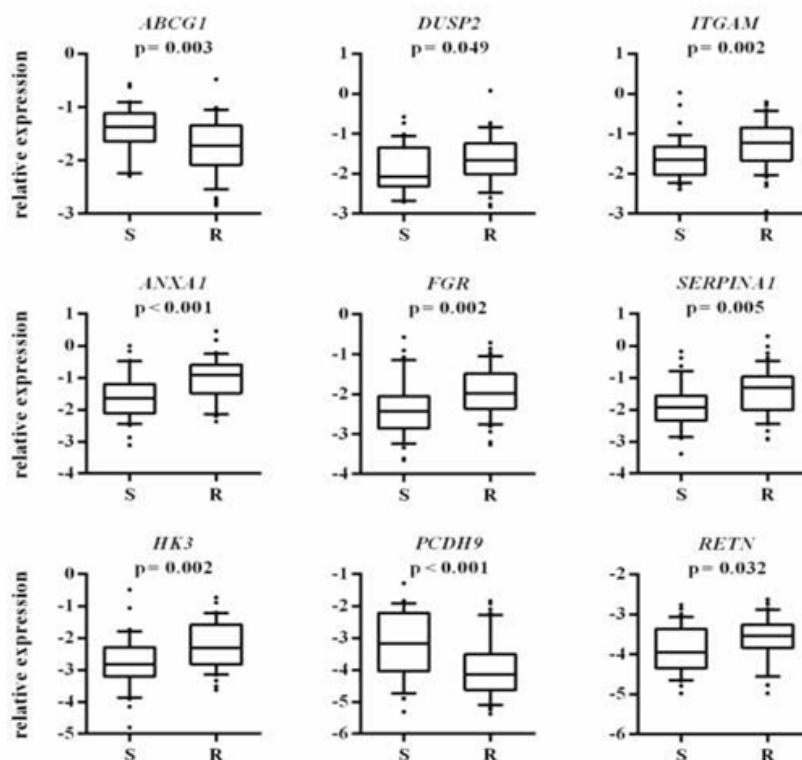 ABCG1
p= 0.003
relative expression
0
-1
-2
-3
S R
DUSP2
p= 0.049
1
0
-1
-2
-3
S R
ITGAM
p= 0.002
1
0
-1
-2
-3
S R
ANXA1
p<0.001
relative expression
1
0
-1
-2
-3
-4
S R
FGR
p= 0.002
0
-1
-2
-3
-4
S R
SERPINA1
p= 0.005
1
0
-1
-2
-3
-4
S R
HK3
p= 0.002
relative expression
0
-1
-2
-3
-4
-5
S R
PCDH9
p<0.001
-1
-2
-3
-4
-5
-6
S R
RETN
p= 0.032
-2
-3
-4
-5
-6
S R